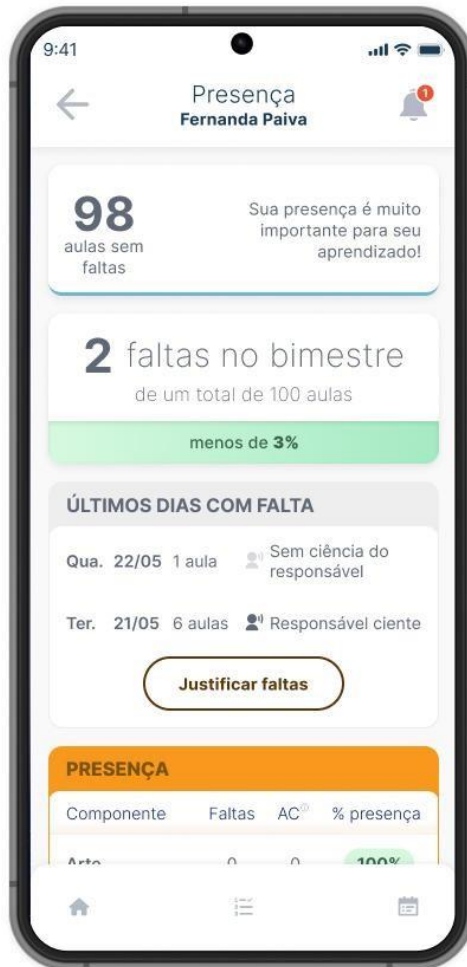 9:41
Presença
Fernanda Paiva
1
98
aulas sem
faltas
Sua presença é muito
importante para seu
aprendizado!
2 faltas no bimestre
de um total de 100 aulas
menos de 3%
ÚLTIMOS DIAS COM FALTA
Qua. 22/05 1 aula Sem ciência do
responsável
Ter. 21/05 6 aulas Responsável ciente
Justificar faltas
PRESENÇA
Componente Faltas AC % presença
Arte 0 0 100%